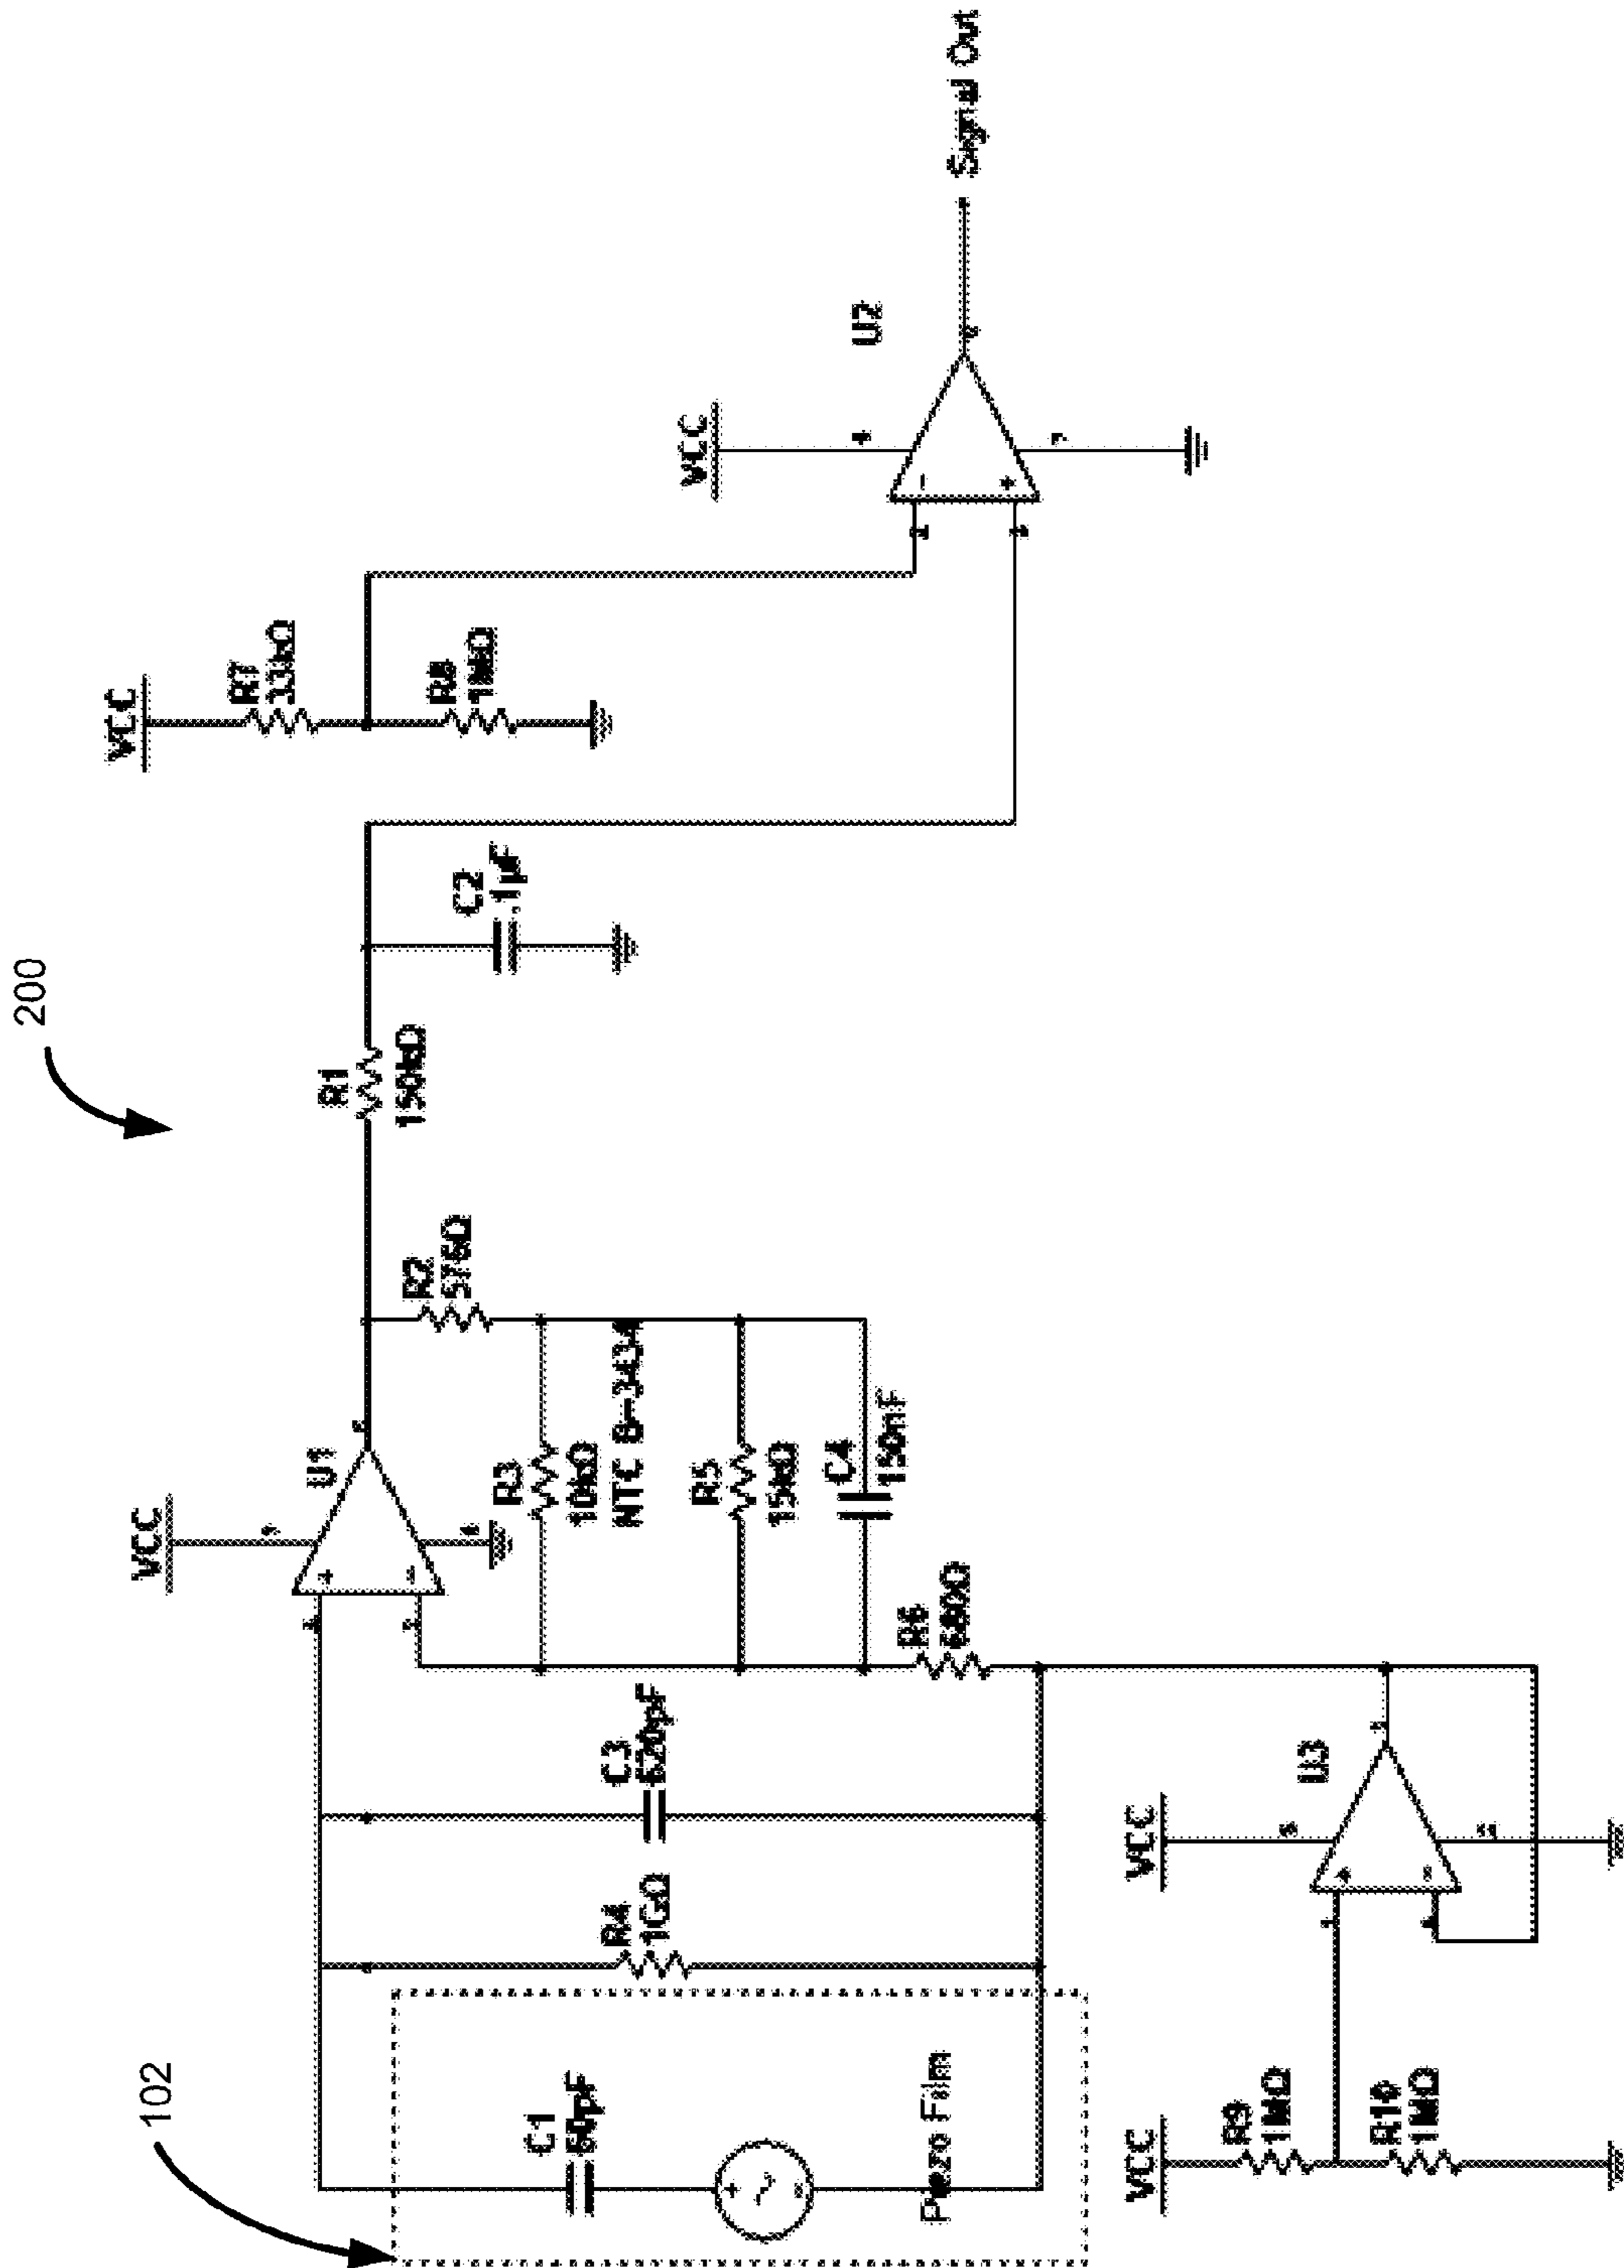 200
102
VCC
R7
33kΩ
R8
VCC
U2
Signal Out
R1
150kΩ
C2
.1µF
VCC
U1
R2
576Ω
R3
10kΩ
NTC B-3434
R5
15kΩ
C4
150nF
R6
680Ω
C3
R4
1GΩ
C1
Piezo Film
VCC
U3
VCC
R9
1MΩ
R10
1MΩ